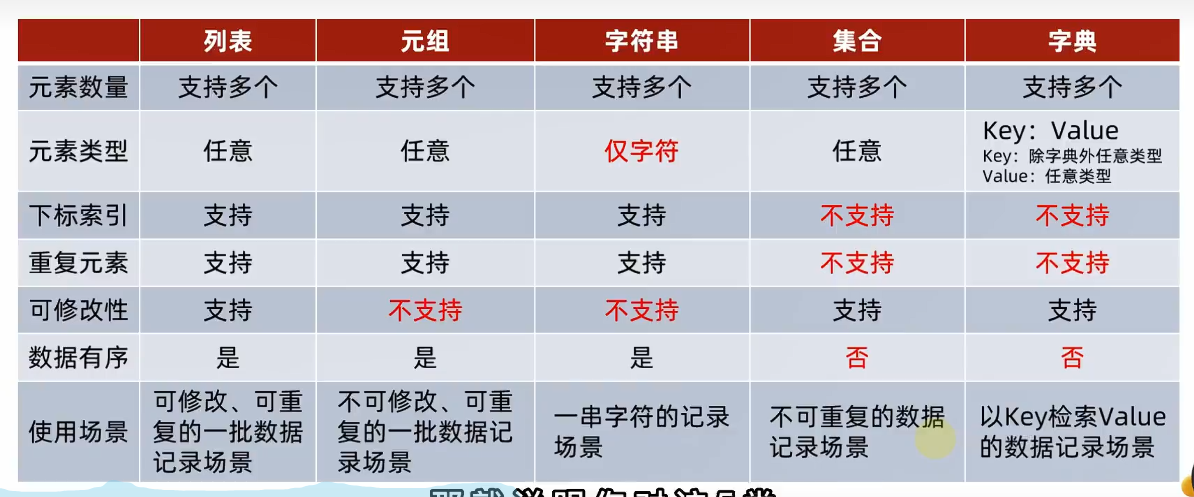 列表 元组 字符串 集合 字典
元素数量 支持多个 支持多个 支持多个 支持多个 支持多个
元素类型 任意 任意 仅字符 任意 Key：Value
Key：除字典外任意类型
Value：任意类型
下标索引 支持 支持 支持 不支持 不支持
重复元素 支持 支持 支持 不支持 不支持
可修改性 支持 不支持 不支持 支持 支持
数据有序 是 是 是 否 否
使用场景
可修改、可重
复的一批数据
记录场景
不可修改、可重
复的一批数据记
录场景
一串字符的记录
场景
不可重复的数据
记录场景
以Key检索Value
的数据记录场景